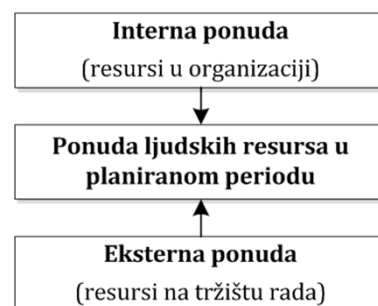 Interna ponuda
(resursi u organizaciji)
Ponuda ljudskih resursa u
planiranom periodu
Eksterna ponuda
(resursi na tržištu rada)